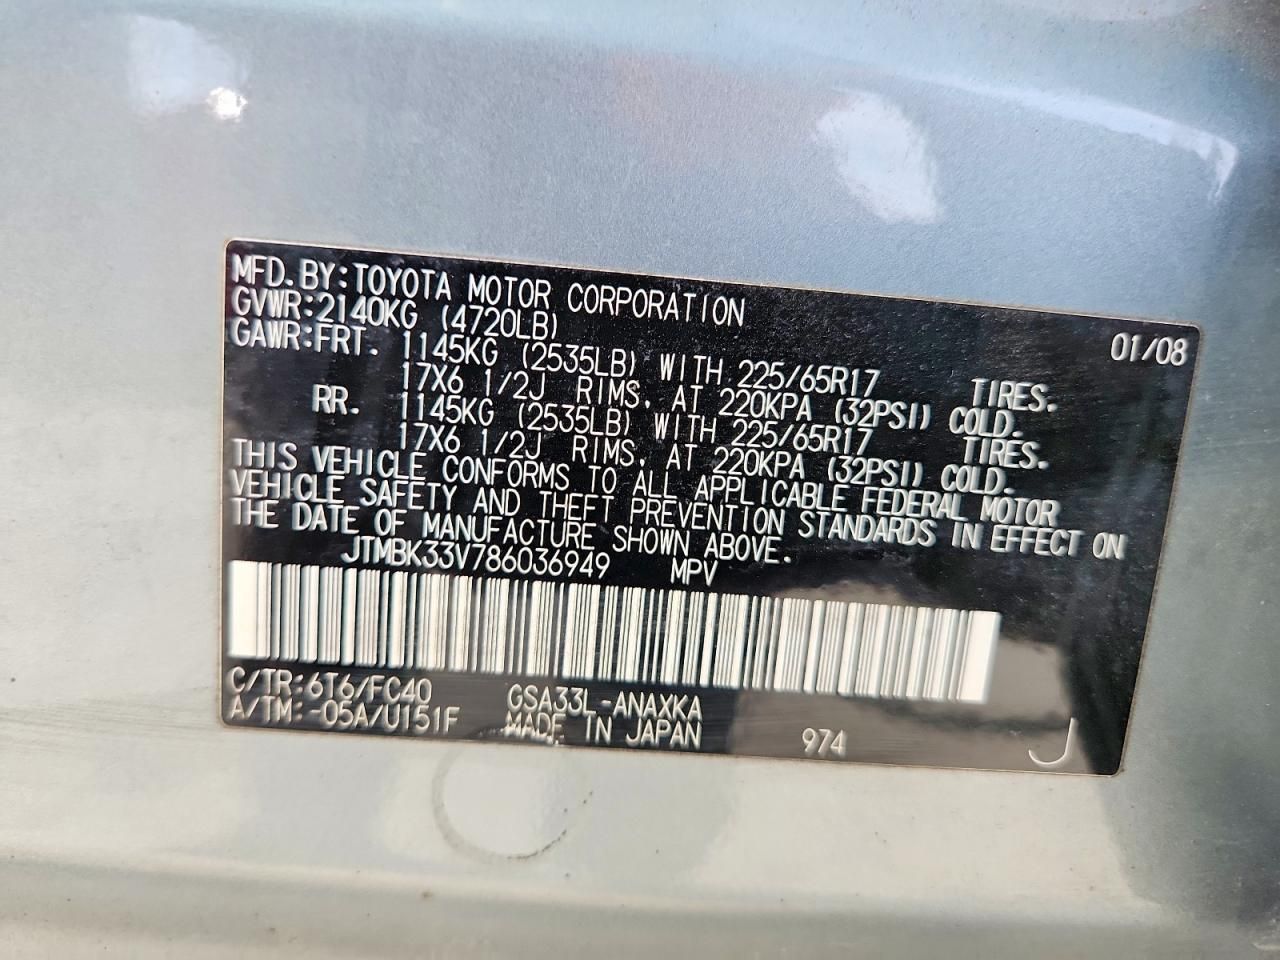 MFD. BY: TOYOTA MOTOR CORPORATION 01/08
GVWR: 2140KG (4720LB)
GAWR: FRT. 1145KG (2535LB) WITH 225/65R17 TIRES.
17X6 1/2J RIMS, AT 220KPA (32PSI) COLD.
RR. 1145KG (2535LB) WITH 225/65R17 TIRES.
17X6 1/2J RIMS, AT 220KPA (32PSI) COLD.
THIS VEHICLE CONFORMS TO ALL APPLICABLE FEDERAL MOTOR
VEHICLE SAFETY AND THEFT PREVENTION STANDARDS IN EFFECT ON
THE DATE OF MANUFACTURE SHOWN ABOVE.
JTMBK33V786036949 MPV
C/TR: 6T6/FC40 GSA33L-ANAXKA
A/TM: -05A/U151F MADE IN JAPAN 974 J